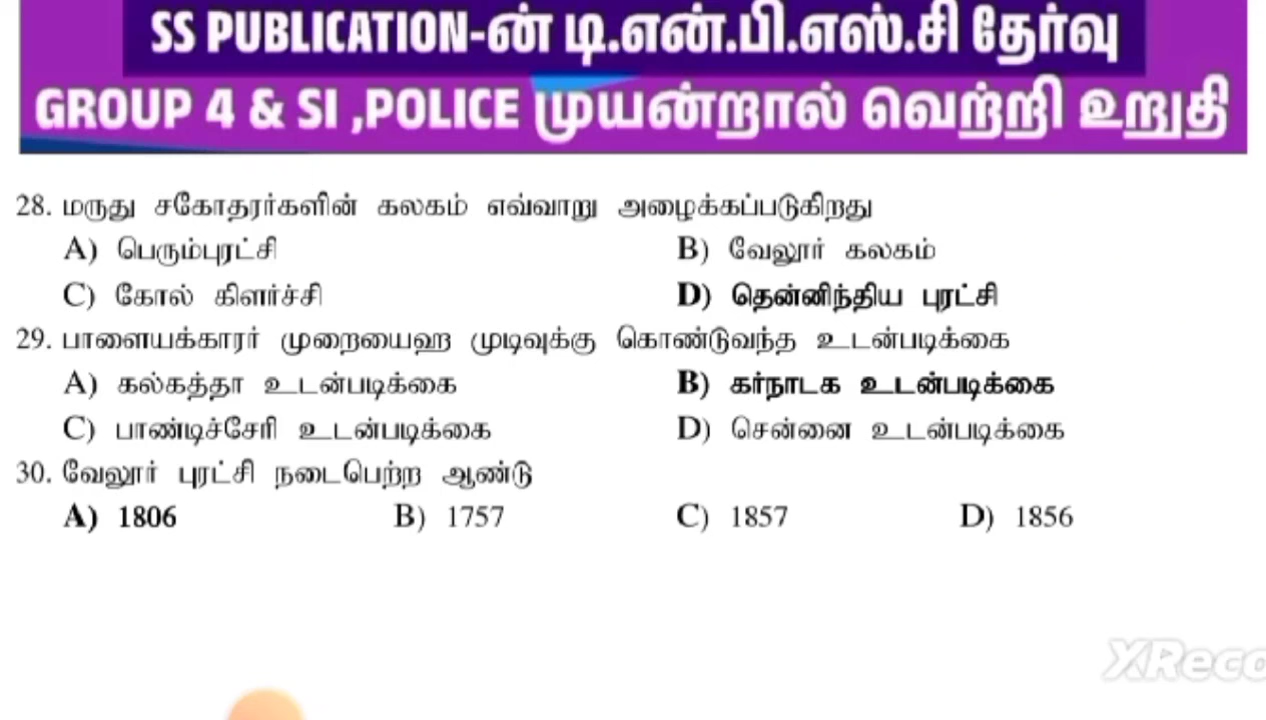 SS PUBLICATION-ன் டி.என்.பி.எஸ்.சி தேர்வு
GROUP 4 & SI ,POLICE முயன்றால் வெற்றி உறுதி
28. மருது சகோதரர்களின் கலகம் எவ்வாறு அழைக்கப்படுகிறது
A) பெரும்புரட்சி B) வேலூர் கலகம்
C) கோல் கிளர்ச்சி D) தென்னிந்திய புரட்சி
29. பாளையக்காரர் முறையைஹ முடிவுக்கு கொண்டுவந்த உடன்படிக்கை
A) கல்கத்தா உடன்படிக்கை B) கர்நாடக உடன்படிக்கை
C) பாண்டிச்சேரி உடன்படிக்கை D) சென்னை உடன்படிக்கை
30. வேலூர் புரட்சி நடைபெற்ற ஆண்டு
A) 1806 B) 1757 C) 1857 D) 1856
XReco